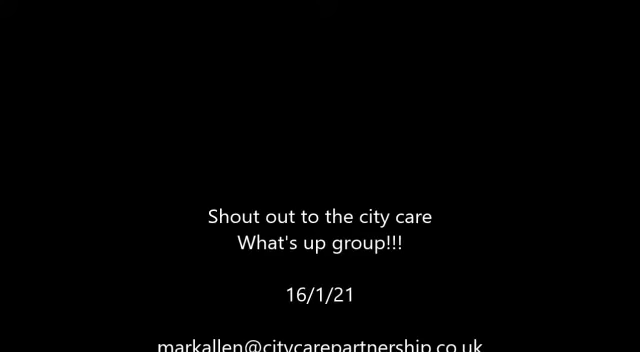 Shout out to the city care
What's up group!!!
16/1/21
markallen@citycarepartnership.co.uk